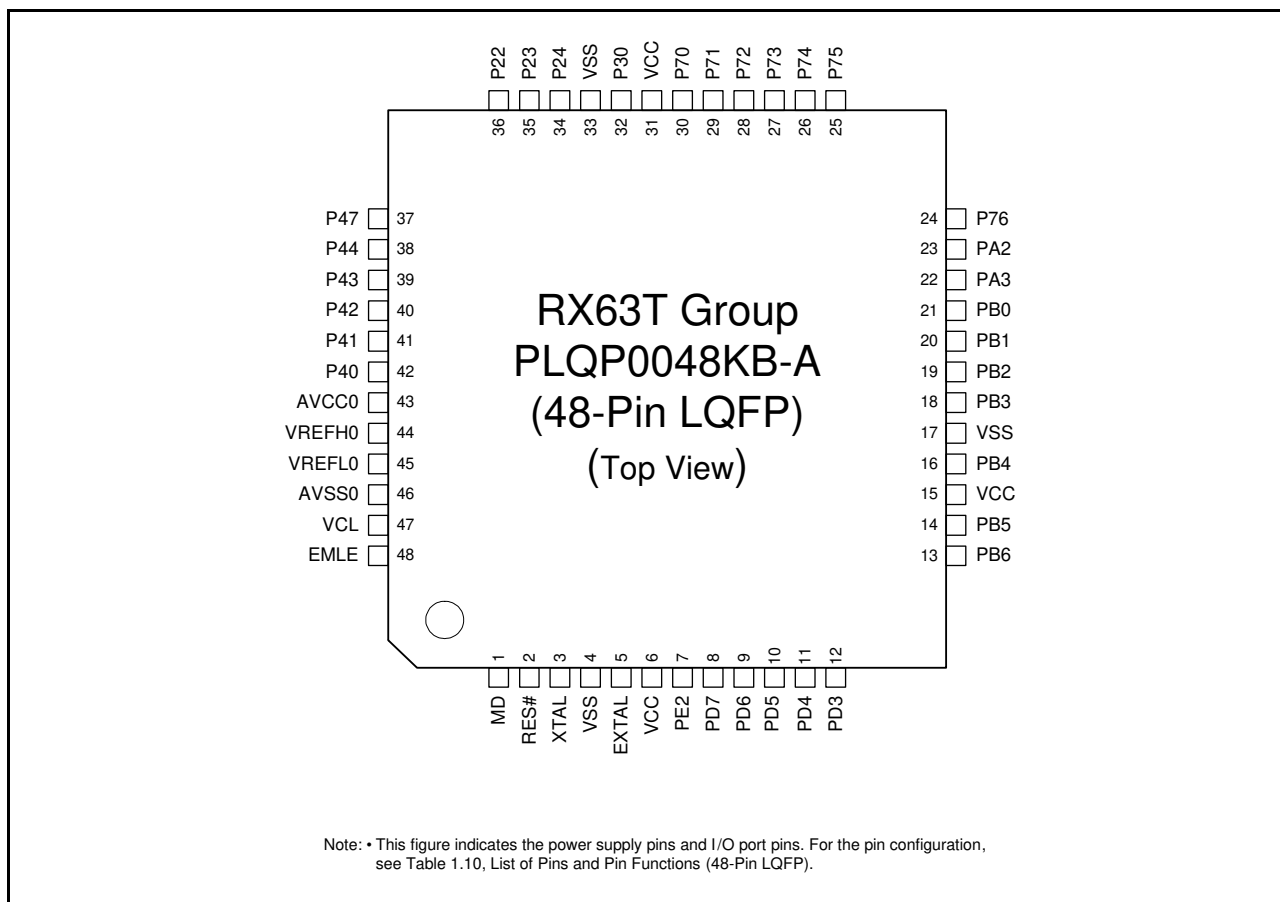 P22 P23 P24 VSS P30 VCC P70 P71 P72 P73 P74 P75
36 35 34 33 32 31 30 29 28 27 26 25
P47 37 24 P76
P44 38 23 PA2
P43 39 22 PA3
P42 40 21 PB0
P41 41 20 PB1
P40 42 19 PB2
AVCC0 43 18 PB3
VREFH0 44 17 VSS
VREFL0 45 16 PB4
AVSS0 46 15 VCC
VCL 47 14 PB5
EMLE 48 13 PB6
RX63T Group
PLQP0048KB-A
(48-Pin LQFP)
(Top View)
1 2 3 4 5 6 7 8 9 10 11 12
MD RES# XTAL VSS EXTAL VCC PE2 PD7 PD6 PD5 PD4 PD3
Note: • This figure indicates the power supply pins and I/O port pins. For the pin configuration,
see Table 1.10, List of Pins and Pin Functions (48-Pin LQFP).